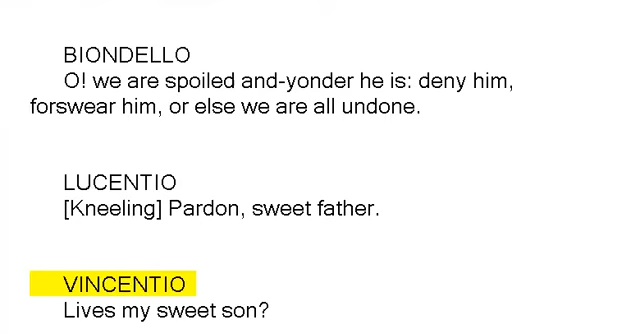 BIONDELLO
O! we are spoiled and-yonder he is: deny him,
forswear him, or else we are all undone.
LUCENTIO
[Kneeling] Pardon, sweet father.
VINCENTIO
Lives my sweet son?